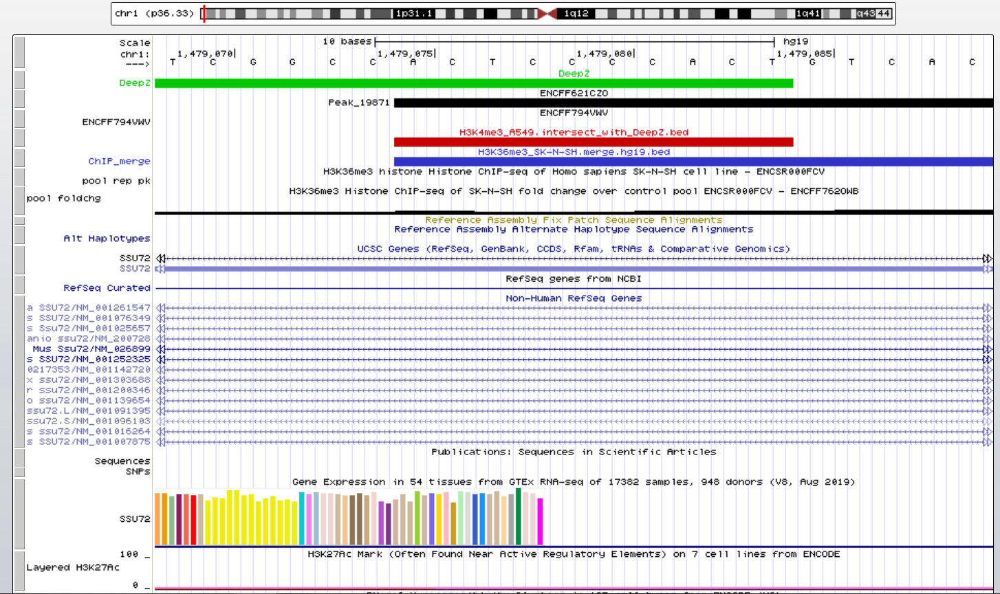 chr1 (p36.33) 1p31.1 1q12 1q41 q43 44
Scale 10 bases hg19
chr1: 1,479,070 1,479,075 1,479,080 1,479,085
---> T C G G C C A C T C C C C A C T G T C A C
DeepZ
DeepZ
ENCFF621CZO
Peak_19871
ENCFF794VWV
ENCFF794VWV
H3K4me3_A549.intersect_with_DeepZ.bed
H3K36me3_SK-N-SH.merge.hg19.bed
ChIP_merge
H3K36me3 histone Histone ChIP-seq of Homo sapiens SK-N-SH cell line - ENCSR000FCV
pool rep pk
H3K36me3 Histone ChIP-seq of SK-N-SH fold change over control pool ENCSR000FCV - ENCFF762OWB
pool foldchg
Reference Assembly Fix Patch Sequence Alignments
Reference Assembly Alternate Haplotype Sequence Alignments
Alt Haplotypes
UCSC Genes (RefSeq, GenBank, CCDS, Rfam, tRNAs & Comparative Genomics)
SSU72
SSU72
RefSeq genes from NCBI
RefSeq Curated
Non-Human RefSeq Genes
a SSU72/NM_001261547
s SSU72/NM_001076349
s SSU72/NM_001025657
anio ssu72/NM_200728
Mus Ssu72/NM_026899
s SSU72/NM_001252325
0217353/NM_001142720
x ssu72/NM_001303688
r ssu72/NM_001200346
o ssu72/NM_001139654
ssu72.L/NM_001091395
ssu72.S/NM_001096103
s ssu72/NM_001016264
s SSU72/NM_001007875
Publications: Sequences in Scientific Articles
Sequences
SNPs
Gene Expression in 54 tissues from GTEx RNA-seq of 17382 samples, 948 donors (V8, Aug 2019)
SSU72
100 _
H3K27Ac Mark (Often Found Near Active Regulatory Elements) on 7 cell lines from ENCODE
Layered H3K27Ac
0 _